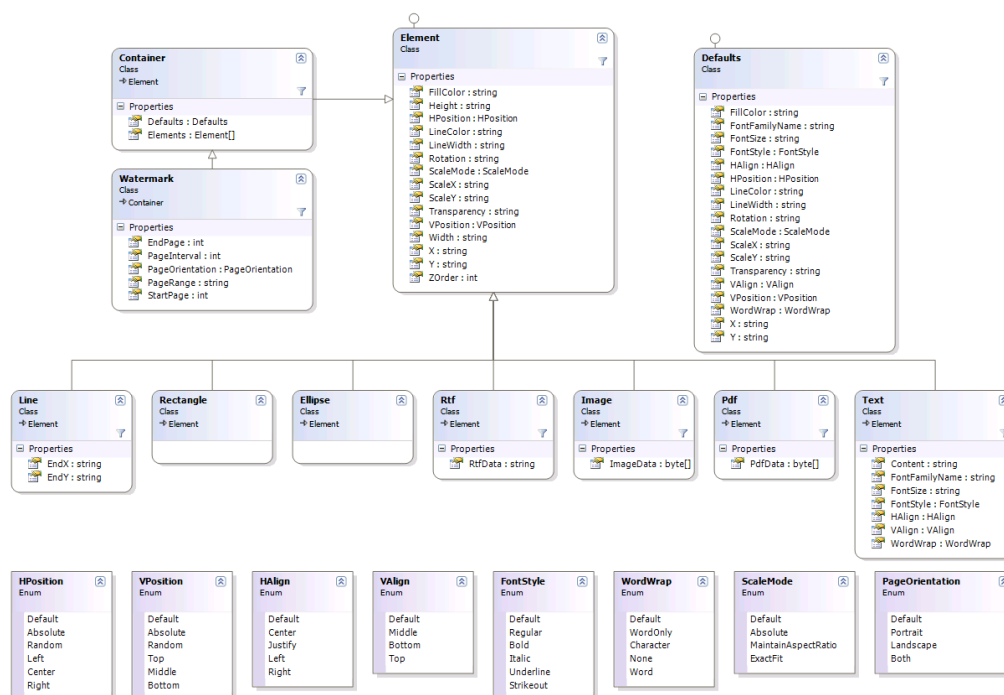 Container
Class
Element
Properties
Defaults : Defaults
Elements : Element[]
Watermark
Class
Container
Properties
EndPage : int
PageInterval : int
PageOrientation : PageOrientation
PageRange : string
StartPage : int
Element
Class
Properties
FillColor : string
Height : string
HPosition : HPosition
LineColor : string
LineWidth : string
Rotation : string
ScaleMode : ScaleMode
ScaleX : string
ScaleY : string
Transparency : string
VPosition : VPosition
Width : string
X : string
Y : string
ZOrder : int
Defaults
Class
Properties
FillColor : string
FontFamilyName : string
FontSize : string
FontStyle : FontStyle
HAlign : HAlign
HPosition : HPosition
LineColor : string
LineWidth : string
Rotation : string
ScaleMode : ScaleMode
ScaleX : string
ScaleY : string
Transparency : string
VAlign : VAlign
VPosition : VPosition
WordWrap : WordWrap
X : string
Y : string
Line
Class
Element
Properties
EndX : string
EndY : string
Rectangle
Class
Element
Ellipse
Class
Element
Rtf
Class
Element
Properties
RtfData : string
Image
Class
Element
Properties
ImageData : byte[]
Pdf
Class
Element
Properties
PdfData : byte[]
Text
Class
Element
Properties
Content : string
FontFamilyName : string
FontSize : string
FontStyle : FontStyle
HAlign : HAlign
VAlign : VAlign
WordWrap : WordWrap
HPosition
Enum
Default
Absolute
Random
Left
Center
Right
VPosition
Enum
Default
Absolute
Random
Top
Middle
Bottom
HAlign
Enum
Default
Center
Justify
Left
Right
VAlign
Enum
Default
Middle
Bottom
Top
FontStyle
Enum
Default
Regular
Bold
Italic
Underline
Strikeout
WordWrap
Enum
Default
WordOnly
Character
None
Word
ScaleMode
Enum
Default
Absolute
MaintainAspectRatio
ExactFit
PageOrientation
Enum
Default
Portrait
Landscape
Both